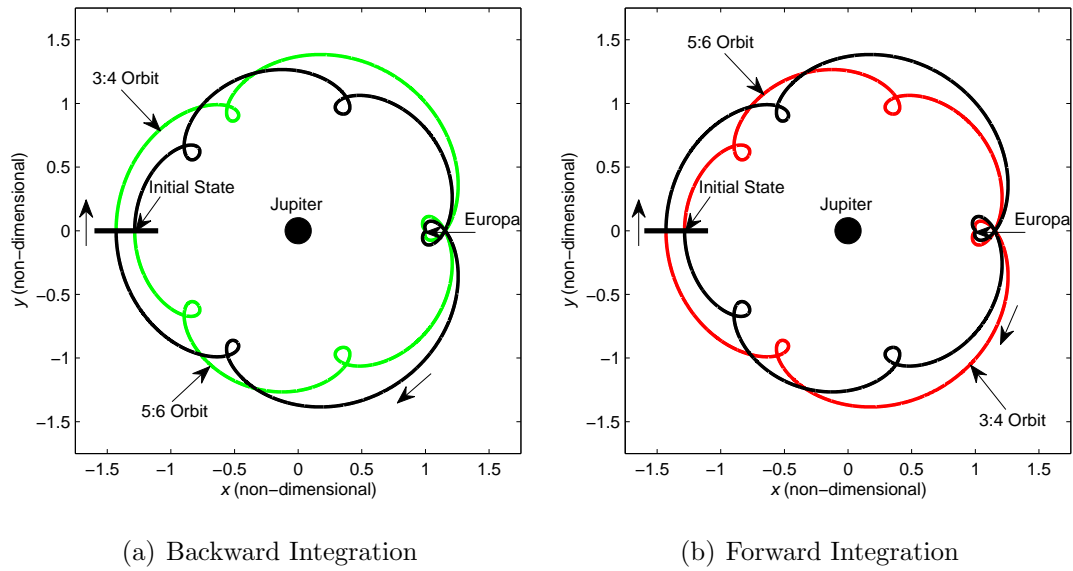 1.5
1
0.5
0
−0.5
−1
−1.5
y (non−dimensional)
3:4 Orbit
Initial State
Jupiter
Europa
5:6 Orbit
−1.5 −1 −0.5 0 0.5 1 1.5
x (non−dimensional)
(a) Backward Integration
1.5
1
0.5
0
−0.5
−1
−1.5
y (non−dimensional)
5:6 Orbit
Initial State
Jupiter
Europa
3:4 Orbit
−1.5 −1 −0.5 0 0.5 1 1.5
x (non−dimensional)
(b) Forward Integration